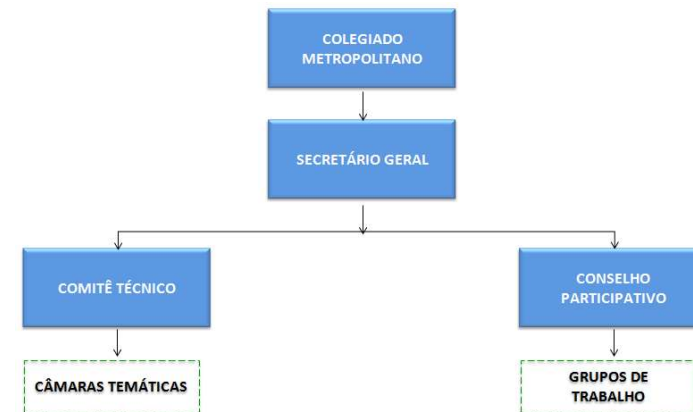 COLEGIADO
METROPOLITANO
SECRETÁRIO GERAL
COMITÊ TÉCNICO
CONSELHO
PARTICIPATIVO
CÂMARAS TEMÁTICAS
GRUPOS DE
TRABALHO